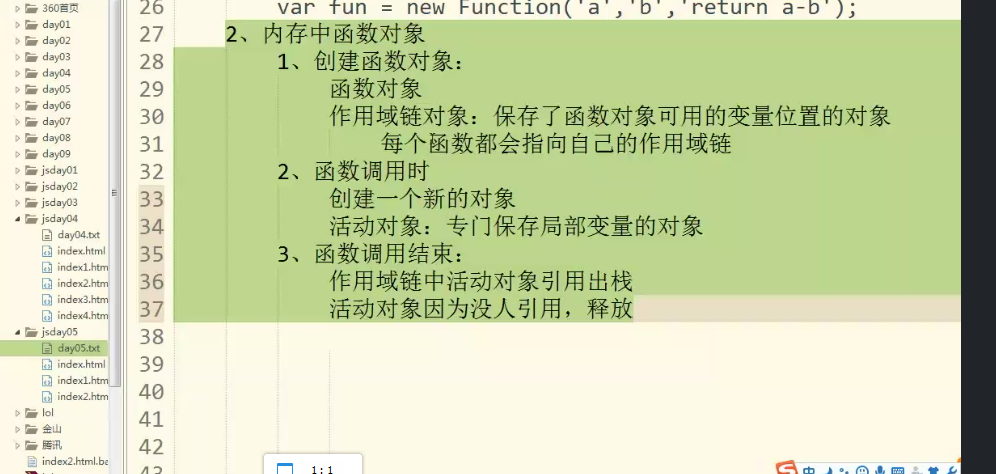 360首页
day01
day02
day03
day04
day05
day06
day07
day08
day09
jsday01
jsday02
jsday03
jsday04
day04.txt
index.html
index1.htm
index2.htm
index3.htm
index4.htm
jsday05
day05.txt
index.html
index1.htm
index2.htm
lol
金山
腾讯
index2.html.ba
26 var fun = new Function('a','b','return a-b');
27 2、内存中函数对象
28 1、创建函数对象：
29 函数对象
30 作用域链对象：保存了函数对象可用的变量位置的对象
31 每个函数都会指向自己的作用域链
32 2、函数调用时
33 创建一个新的对象
34 活动对象：专门保存局部变量的对象
35 3、函数调用结束：
36 作用域链中活动对象引用出栈
37 活动对象因为没人引用，释放
38
39
40
41
42
43
1:1
中